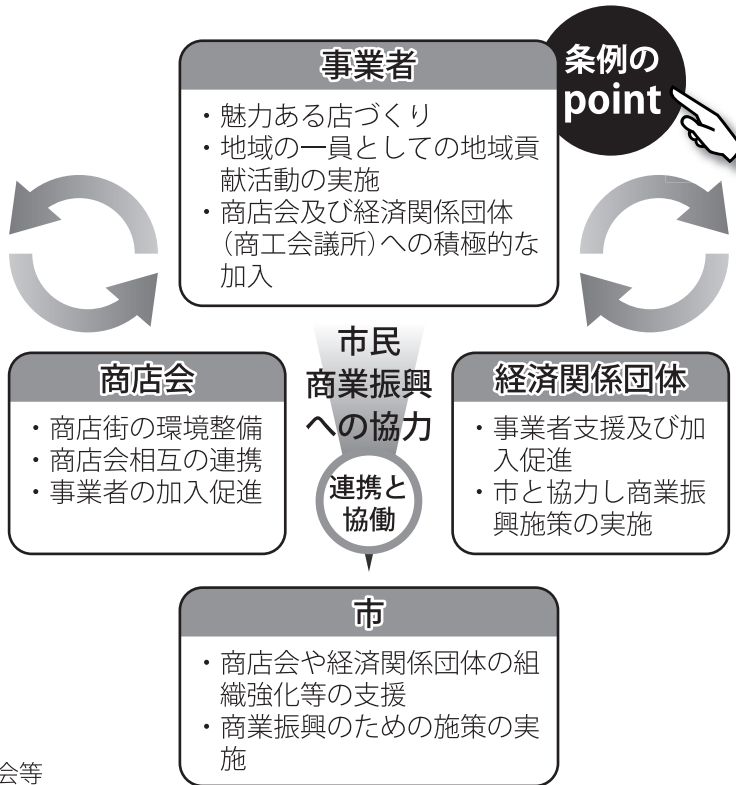 条例の
point
事業者
・魅力ある店づくり
・地域の一員としての地域貢
献活動の実施
・商店会及び経済関係団体
（商工会議所）への積極的な
加入
市民
商業振興
への協力
連携と
協働
商店会
・商店街の環境整備
・商店会相互の連携
・事業者の加入促進
経済関係団体
・事業者支援及び加
入促進
・市と協力し商業振
興施策の実施
市
・商店会や経済関係団体の組
織強化等の支援
・商業振興のための施策の実
施
会等